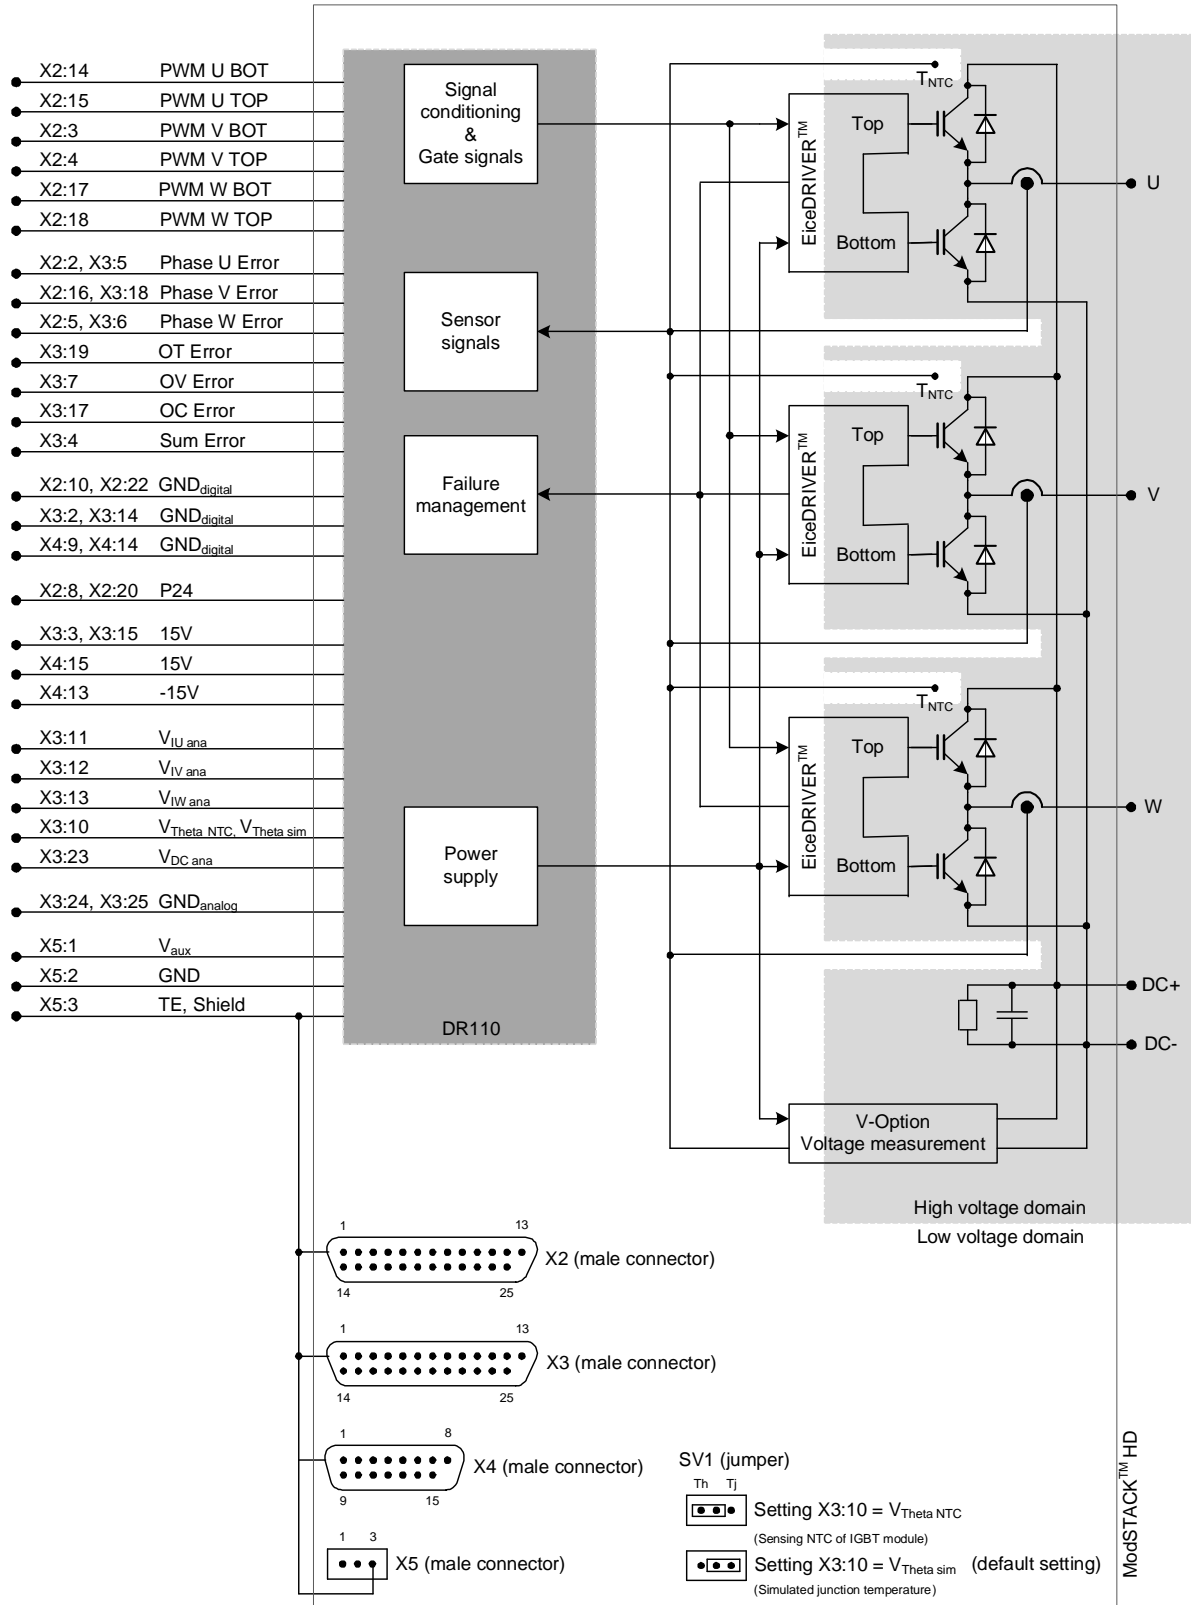 X2:14 PWM U BOT
X2:15 PWM U TOP
X2:3 PWM V BOT
X2:4 PWM V TOP
X2:17 PWM W BOT
X2:18 PWM W TOP
X2:2, X3:5 Phase U Error
X2:16, X3:18 Phase V Error
X2:5, X3:6 Phase W Error
X3:19 OT Error
X3:7 OV Error
X3:17 OC Error
X3:4 Sum Error
X2:10, X2:22 GNDdigital
X3:2, X3:14 GNDdigital
X4:9, X4:14 GNDdigital
X2:8, X2:20 P24
X3:3, X3:15 15V
X4:15 15V
X4:13 -15V
X3:11 VIU ana
X3:12 VIV ana
X3:13 VIW ana
X3:10 VTheta NTC, VTheta sim
X3:23 VDC ana
X3:24, X3:25 GNDanalog
X5:1 Vaux
X5:2 GND
X5:3 TE, Shield
Signal
conditioning
&
Gate signals
Sensor
signals
Failure
management
Power
supply
DR110
TNTC
EiceDRIVER™
Top
Bottom
U
TNTC
EiceDRIVER™
Top
Bottom
V
TNTC
EiceDRIVER™
Top
Bottom
W
DC+
DC-
V-Option
Voltage measurement
High voltage domain
Low voltage domain
1 13
X2 (male connector)
14 25
1 13
X3 (male connector)
14 25
1 8
X4 (male connector)
9 15
1 3
X5 (male connector)
SV1 (jumper)
Th Tj
Setting X3:10 = VTheta NTC
(Sensing NTC of IGBT module)
Setting X3:10 = VTheta sim (default setting)
(Simulated junction temperature)
ModSTACK™ HD